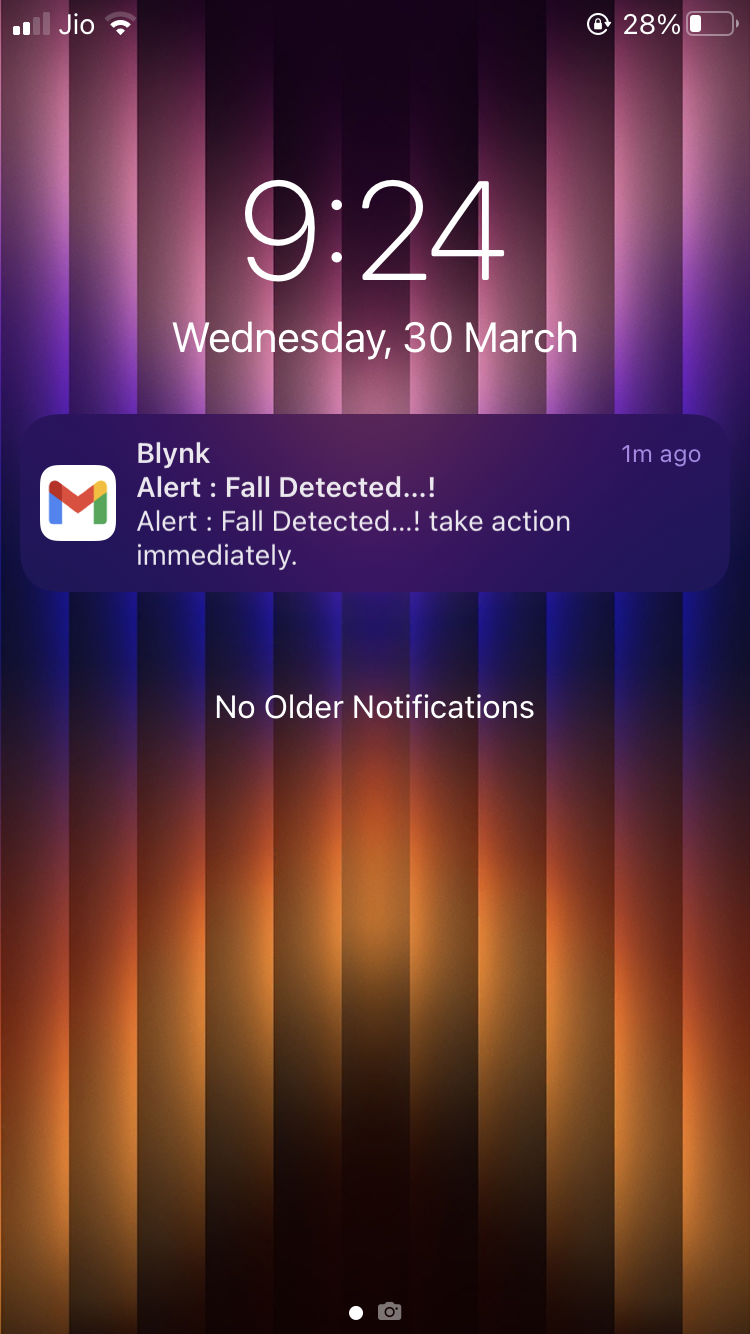 Jio 28%
9:24
Wednesday, 30 March
Blynk 1m ago
Alert : Fall Detected...!
Alert : Fall Detected...! take action
immediately.
No Older Notifications